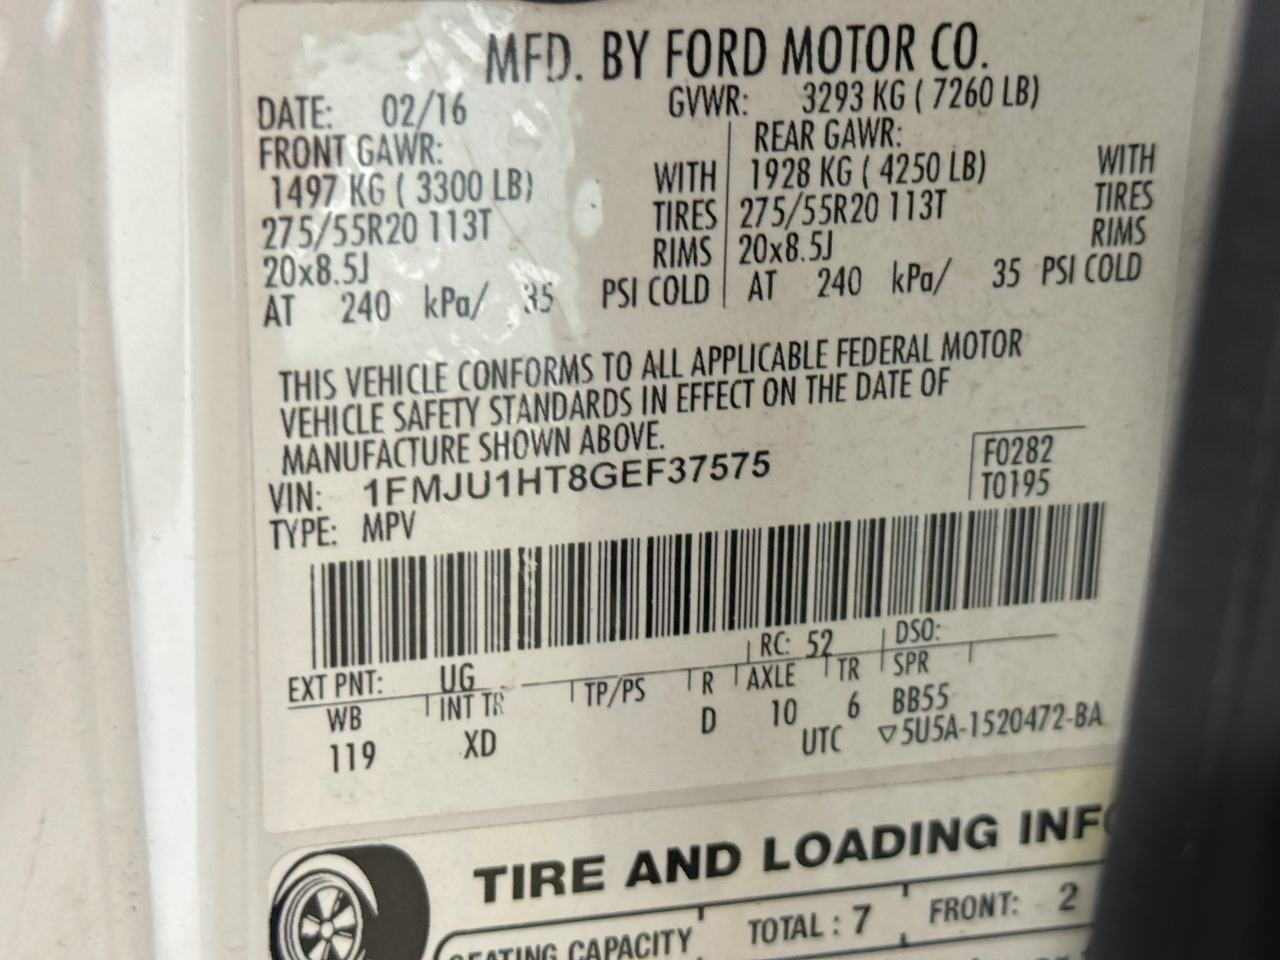 MFD. BY FORD MOTOR CO.
DATE: 02/16 GVWR: 3293 KG ( 7260 LB)
FRONT GAWR: REAR GAWR:
1497 KG ( 3300 LB) WITH 1928 KG ( 4250 LB) WITH
275/55R20 113T TIRES 275/55R20 113T TIRES
20x8.5J RIMS 20x8.5J RIMS
AT 240 kPa/ 35 PSI COLD AT 240 kPa/ 35 PSI COLD
THIS VEHICLE CONFORMS TO ALL APPLICABLE FEDERAL MOTOR
VEHICLE SAFETY STANDARDS IN EFFECT ON THE DATE OF
MANUFACTURE SHOWN ABOVE.
VIN: 1FMJU1HT8GEF37575 F0282
TYPE: MPV T0195
EXT PNT: UG RC: 52 DSO:
WB INT TR TP/PS R AXLE TR SPR
119 XD D 10 6 BB55
UTC ▽5U5A-1520472-BA
TIRE AND LOADING
SEATING CAPACITY TOTAL : 7 FRONT: 2